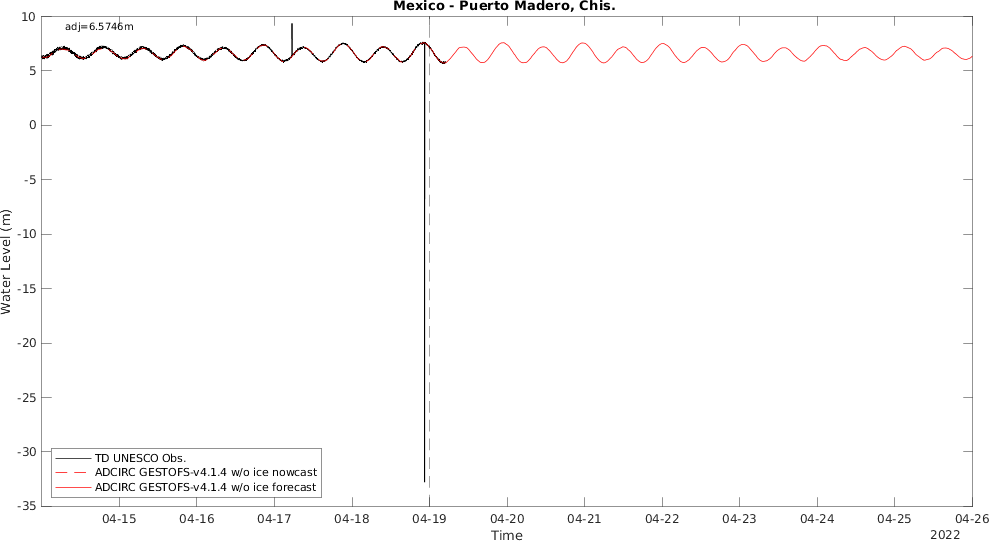 Mexico - Puerto Madero, Chis.
adj=6.5746m
10
5
0
-5
-10
-15
-20
-25
-30
-35
Water Level (m)
TD UNESCO Obs.
ADCIRC GESTOFS-v4.1.4 w/o ice nowcast
ADCIRC GESTOFS-v4.1.4 w/o ice forecast
04-15 04-16 04-17 04-18 04-19 04-20 04-21 04-22 04-23 04-24 04-25 04-26
Time
2022